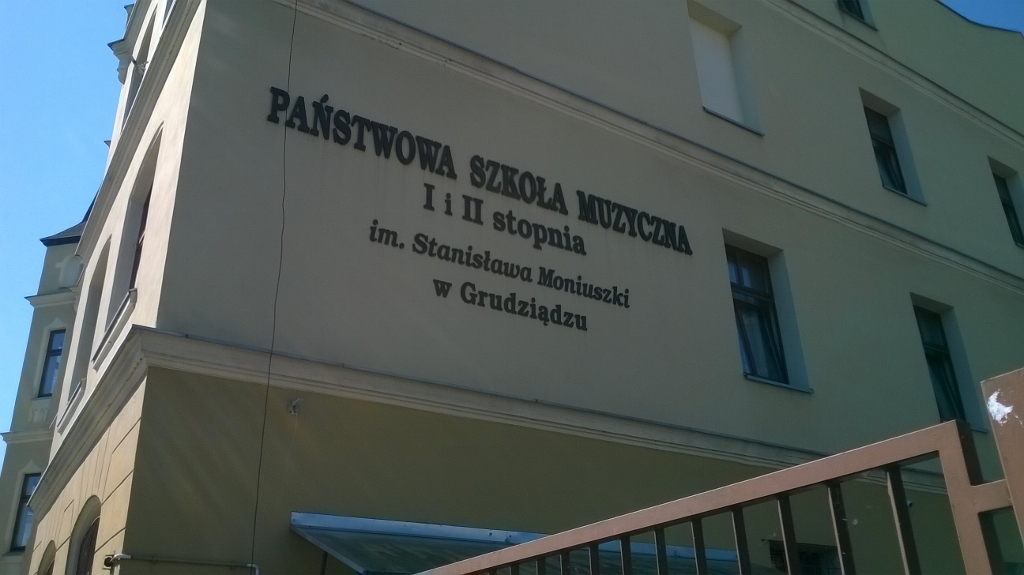 PAŃSTWOWA SZKOŁA MUZYCZNA
I i II stopnia
im. Stanisława Moniuszki
w Grudziądzu